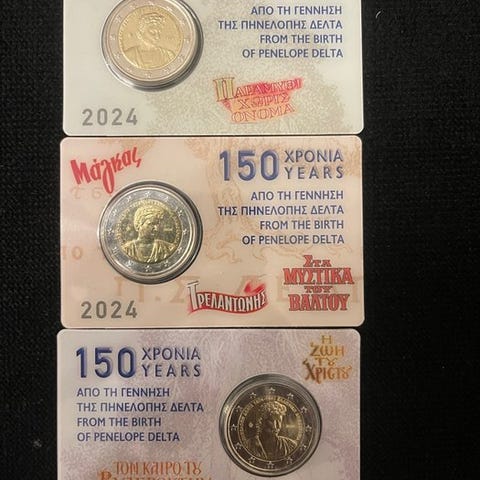 ΑΠΟ ΤΗ ΓΕΝΝΗΣΗ
ΤΗΣ ΠΗΝΕΛΟΠΗΣ ΔΕΛΤΑ
FROM THE BIRTH
OF PENELOPE DELTA
ΠΑΡΑΜΥΘΙ
ΧΩΡΙΣ
ΟΝΟΜΑ
2024
Μάγκας
150 ΧΡΟΝΙΑ
YEARS
ΑΠΟ ΤΗ ΓΕΝΝΗΣΗ
ΤΗΣ ΠΗΝΕΛΟΠΗΣ ΔΕΛΤΑ
FROM THE BIRTH
OF PENELOPE DELTA
ΣΤΑ
ΜΥΣΤΙΚΑ
ΤΟΥ
ΒΑΛΤΟΥ
ΤΡΕΛΑΝΤΩΝΗΣ
2024
150 ΧΡΟΝΙΑ
YEARS
ΑΠΟ ΤΗ ΓΕΝΝΗΣΗ
ΤΗΣ ΠΗΝΕΛΟΠΗΣ ΔΕΛΤΑ
FROM THE BIRTH
OF PENELOPE DELTA
Η
ΖΩΗ
ΤΟΥ
ΧΡΙΣΤΟΥ
ΤΟΝ ΚΑΙΡΟ ΤΟΥ